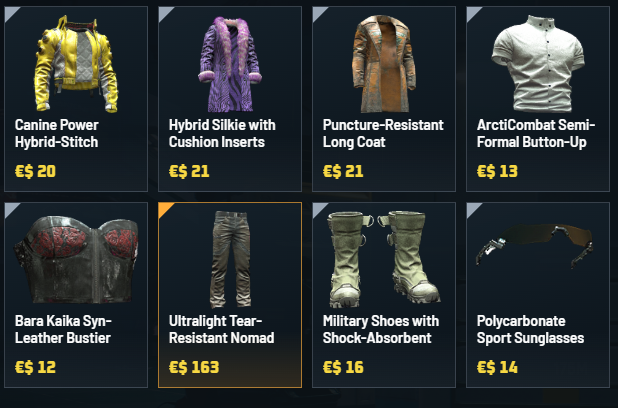 Canine Power
Hybrid-Stitch
€$ 20
Hybrid Silkie with
Cushion Inserts
€$ 21
Puncture-Resistant
Long Coat
€$ 21
ArctiCombat Semi-
Formal Button-Up
€$ 13
Bara Kaika Syn-
Leather Bustier
€$ 12
Ultralight Tear-
Resistant Nomad
€$ 163
Military Shoes with
Shock-Absorbent
€$ 16
Polycarbonate
Sport Sunglasses
€$ 14